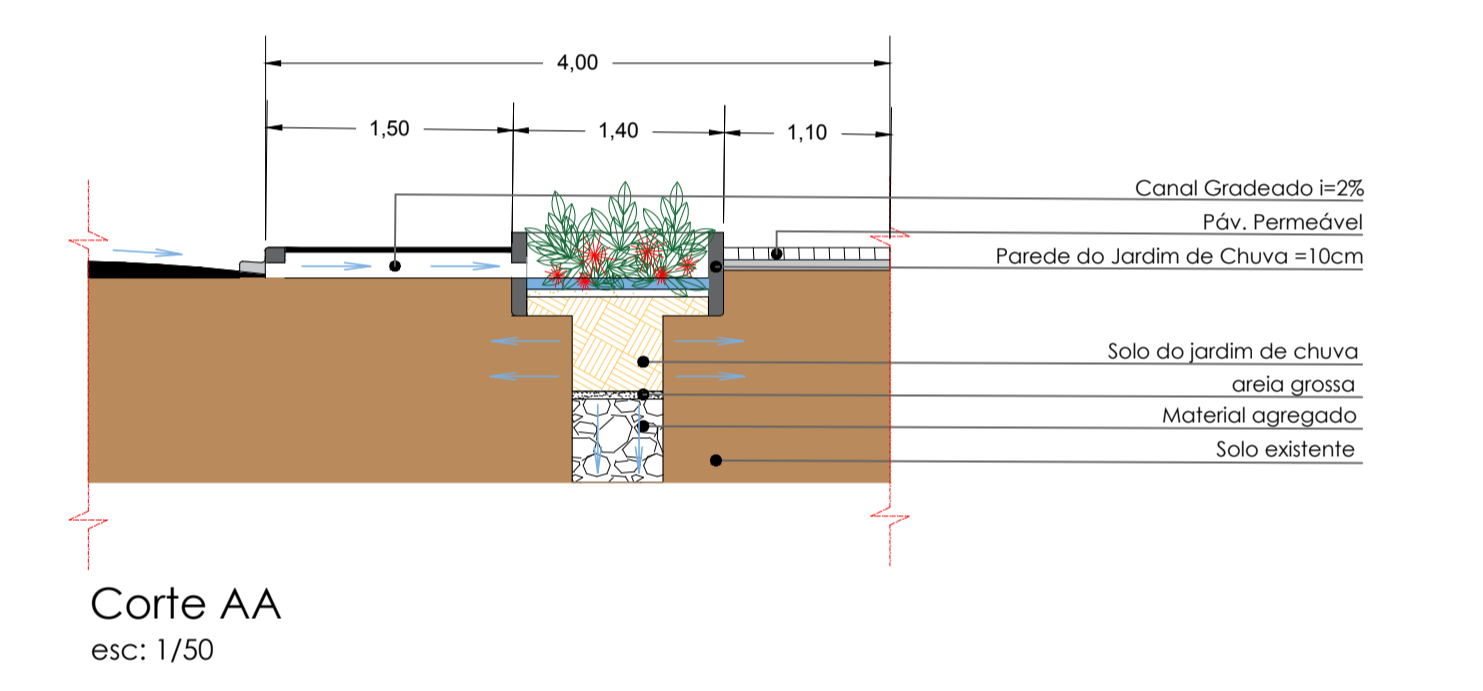 4,00
1,50
1,40
1,10
Canal Gradeado i=2%
Páv. Permeável
Parede do Jardim de Chuva =10cm
Solo do jardim de chuva
areia grossa
Material agregado
Solo existente
Corte AA
esc: 1/50